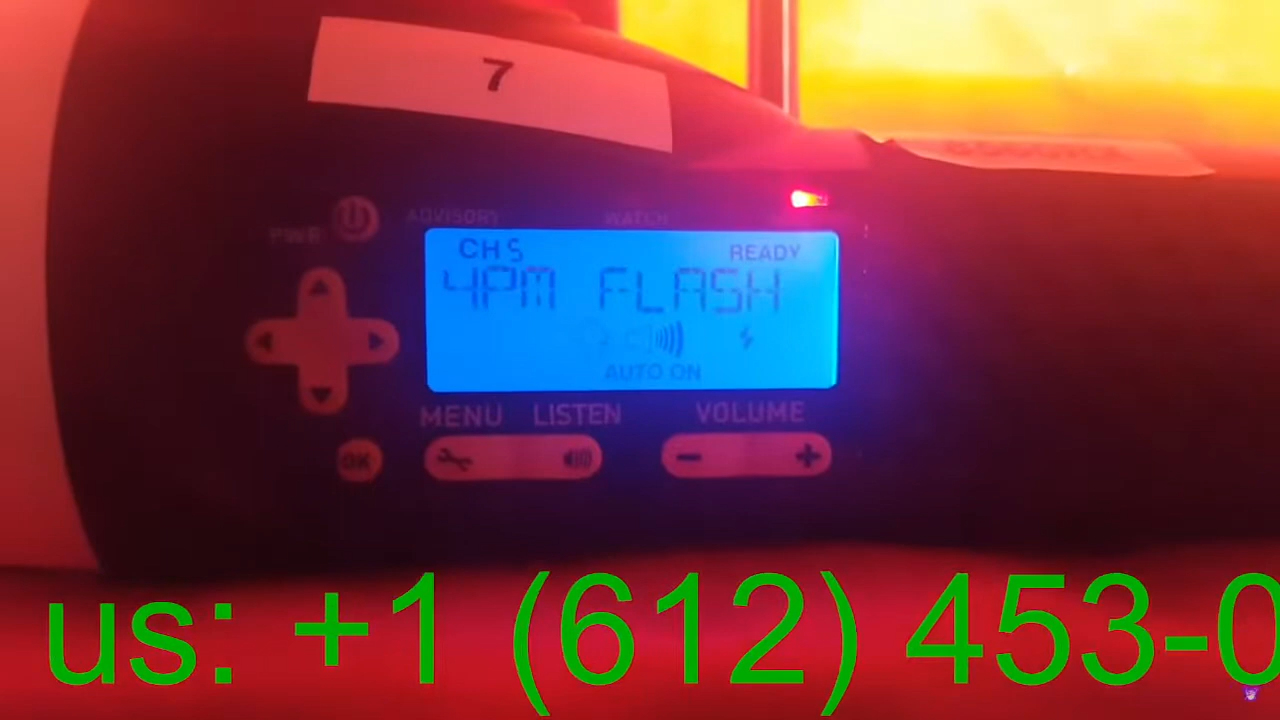 7
ADVISORY WATCH
CH 5 READY
4PM FLASH
AUTO ON
MENU LISTEN VOLUME
OK
us: +1 (612) 453-0